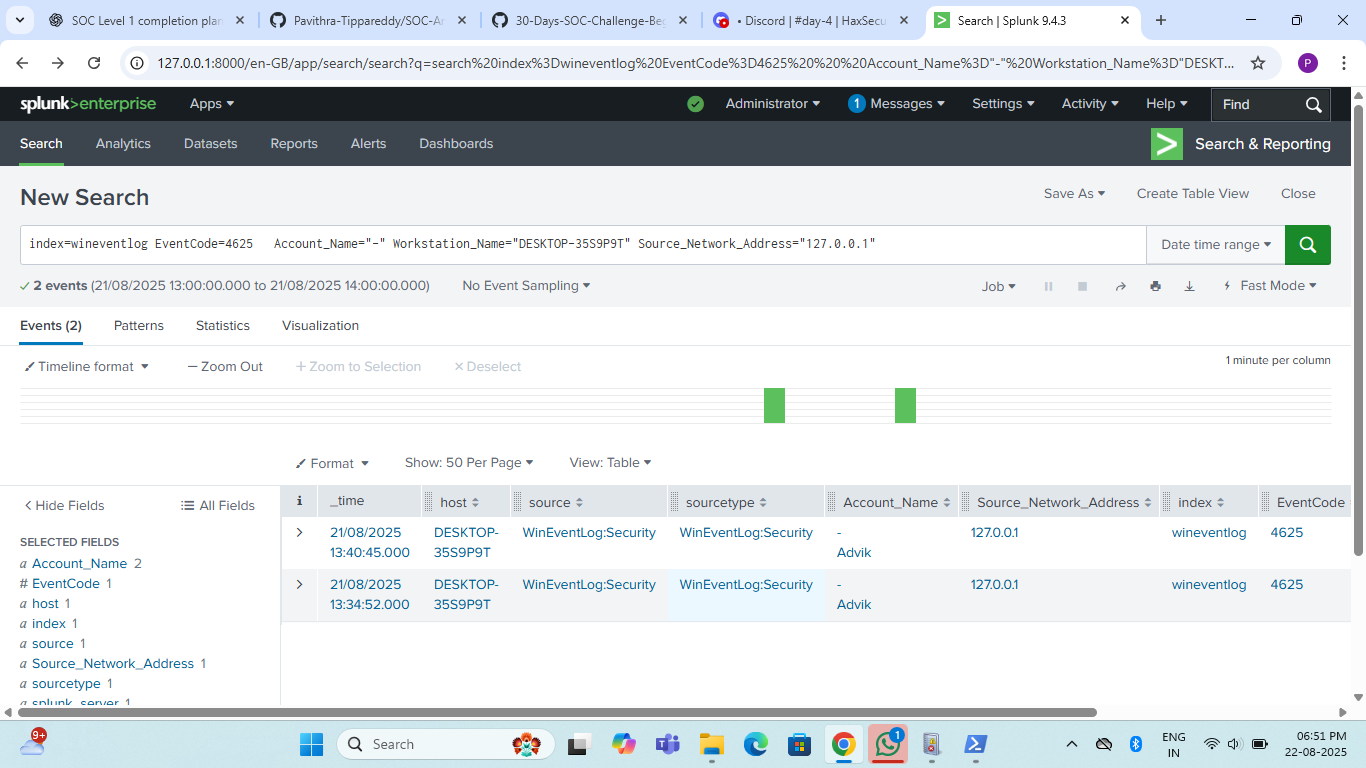 SOC Level 1 completion plan
Pavithra-Tippareddy/SOC-An
30-Days-SOC-Challenge-Beg
• Discord | #day-4 | HaxSecu
Search | Splunk 9.4.3
127.0.0.1:8000/en-GB/app/search/search?q=search%20index%3Dwineventlog%20EventCode%3D4625%20%20%20Account_Name%3D"-"%20Workstation_Name%3D"DESKT...
P
splunk>enterprise Apps Administrator 1 Messages Settings Activity Help Find
Search Analytics Datasets Reports Alerts Dashboards Search & Reporting
New Search Save As Create Table View Close
index=wineventlog EventCode=4625   Account_Name="-" Workstation_Name="DESKTOP-35S9P9T" Source_Network_Address="127.0.0.1" Date time range
2 events (21/08/2025 13:00:00.000 to 21/08/2025 14:00:00.000) No Event Sampling Job Fast Mode
Events (2) Patterns Statistics Visualization
Timeline format — Zoom Out + Zoom to Selection × Deselect 1 minute per column
Format Show: 50 Per Page View: Table
< Hide Fields All Fields
SELECTED FIELDS
a Account_Name 2
# EventCode 1
a host 1
a index 1
a source 1
a Source_Network_Address 1
a sourcetype 1
a splunk_server 1
i _time host source sourcetype Account_Name Source_Network_Address index EventCode
21/08/2025 DESKTOP- WinEventLog:Security WinEventLog:Security - 127.0.0.1 wineventlog 4625
13:40:45.000 35S9P9T Advik
21/08/2025 DESKTOP- WinEventLog:Security WinEventLog:Security - 127.0.0.1 wineventlog 4625
13:34:52.000 35S9P9T Advik
9+
Search
1
ENG
IN
06:51 PM
22-08-2025